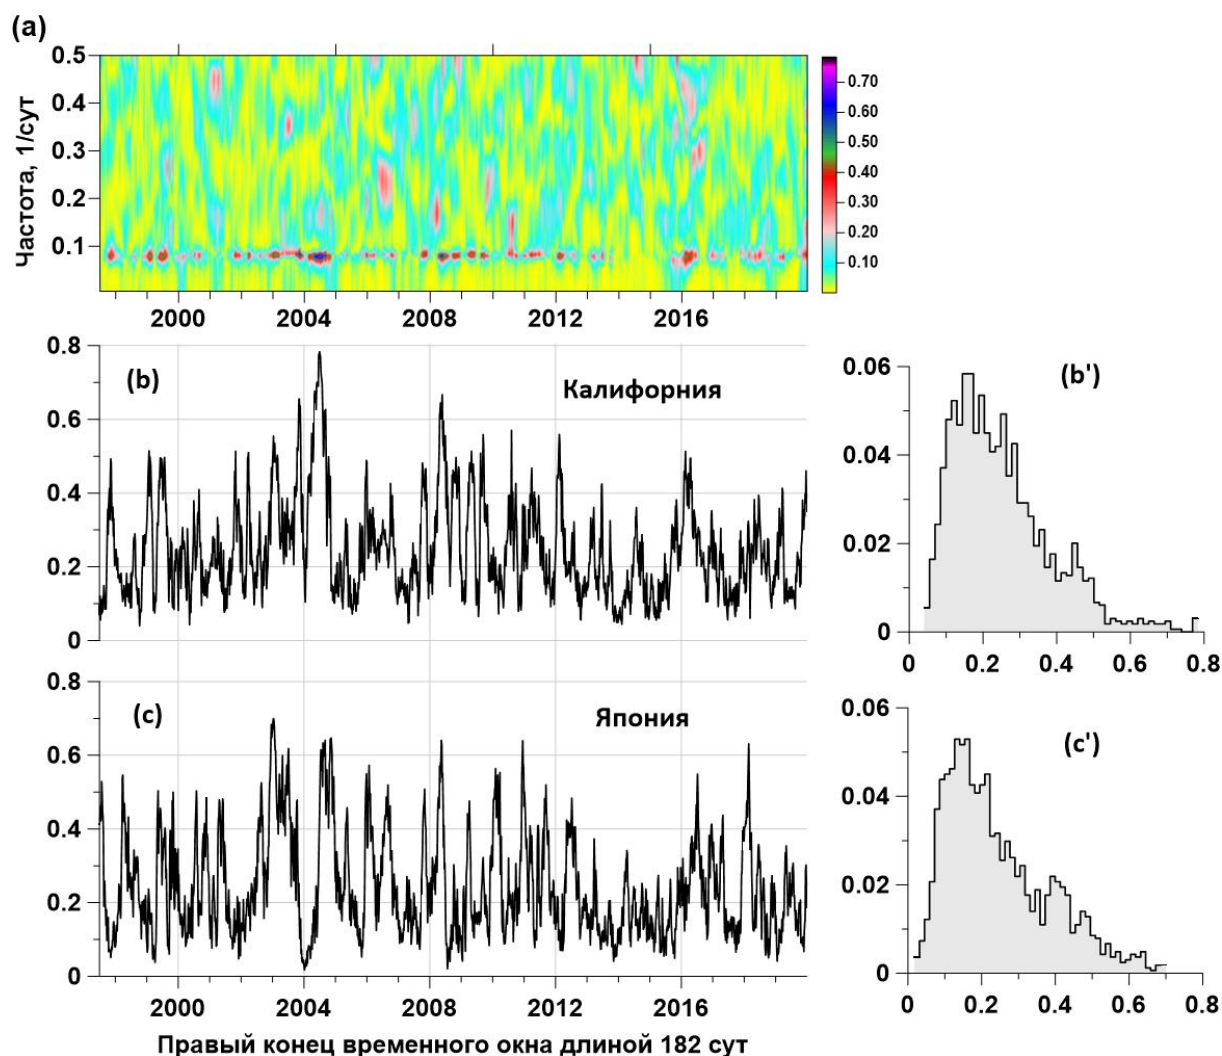 (a)
0.5
0.4
0.3
0.2
0.1
Частота, 1/сут
0.70
0.60
0.50
0.40
0.30
0.20
0.10
2000 2004 2008 2012 2016
0.8
0.6
0.4
0.2
0
(b)
Калифорния
0.06
0.04
0.02
0
(b')
0 0.2 0.4 0.6 0.8
0.8
0.6
0.4
0.2
0
(c)
Япония
2000 2004 2008 2012 2016
Правый конец временного окна длиной 182 сут
0.06
0.04
0.02
0
(c')
0 0.2 0.4 0.6 0.8